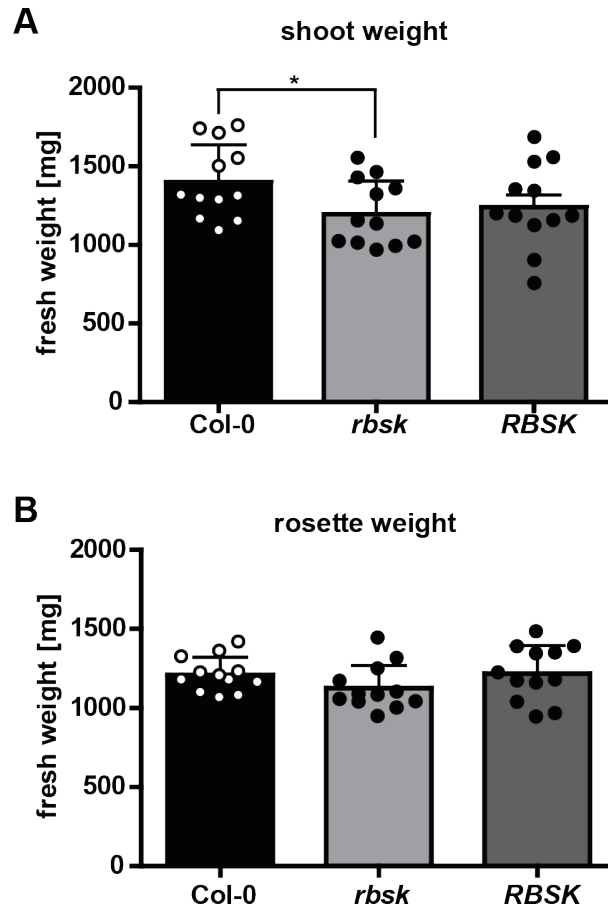 A
shoot weight
fresh weight [mg]
2000
1500
1000
500
0
*
Col-0 rbsk RBSK
B
rosette weight
fresh weight [mg]
2000
1500
1000
500
0
Col-0 rbsk RBSK